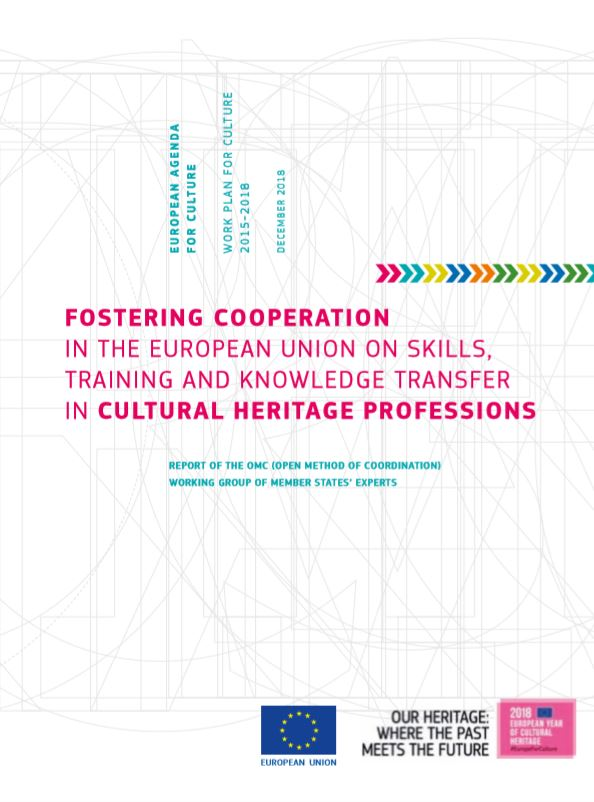 EUROPEAN AGENDA
FOR CULTURE
WORK PLAN FOR CULTURE
2015-2018
DECEMBER 2018
FOSTERING COOPERATION
IN THE EUROPEAN UNION ON SKILLS,
TRAINING AND KNOWLEDGE TRANSFER
IN CULTURAL HERITAGE PROFESSIONS
REPORT OF THE OMC (OPEN METHOD OF COORDINATION)
WORKING GROUP OF MEMBER STATES' EXPERTS
EUROPEAN UNION
OUR HERITAGE:
WHERE THE PAST
MEETS THE FUTURE
2018
EUROPEAN YEAR
OF CULTURAL
HERITAGE
#EuropeForCulture